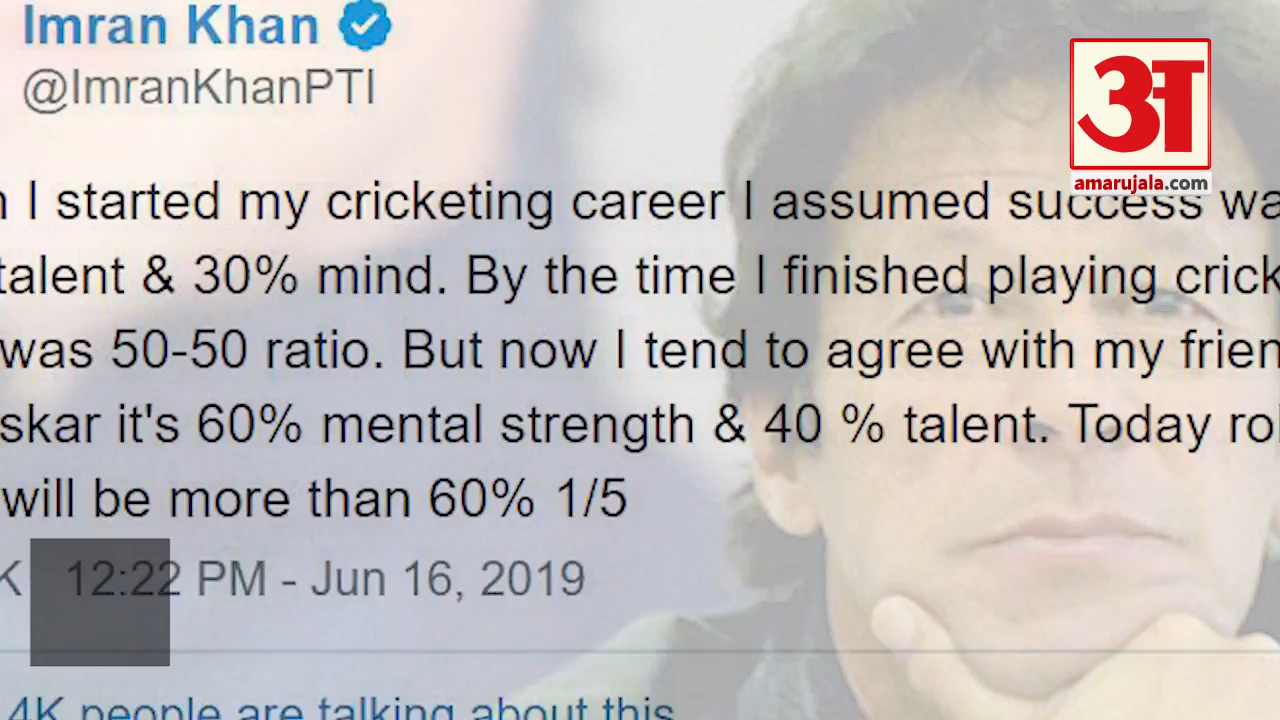 Imran Khan
@ImranKhanPTI
अ
amarujala.com
I started my cricketing career I assumed success wa
talent & 30% mind. By the time I finished playing crick
was 50-50 ratio. But now I tend to agree with my frien
skar it's 60% mental strength & 40 % talent. Today ro
will be more than 60% 1/5
K 12:22 PM - Jun 16, 2019
4K people are talking about this